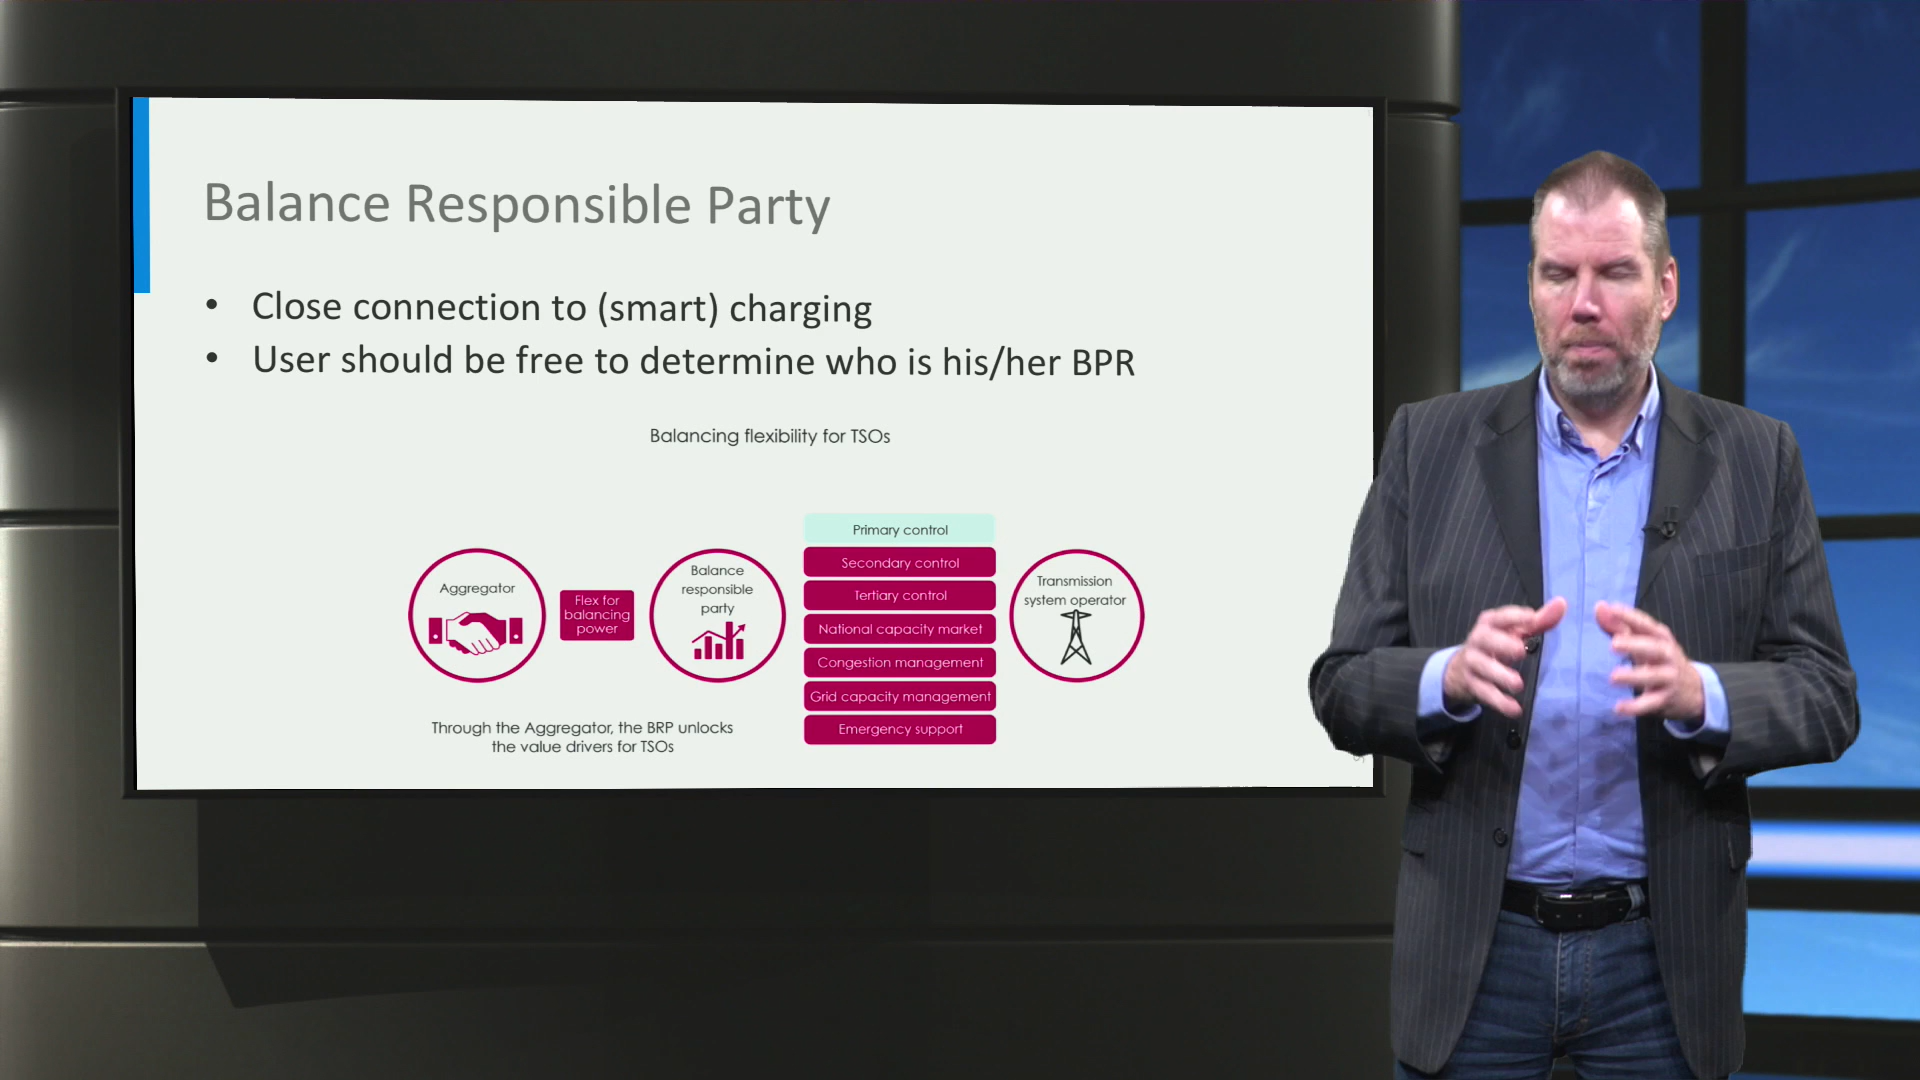 Balance Responsible Party
• Close connection to (smart) charging
• User should be free to determine who is his/her BPR
Balancing flexibility for TSOs
Aggregator
Flex for
balancing
power
Balance
responsible
party
Primary control
Secondary control
Tertiary control
National capacity market
Congestion management
Grid capacity management
Emergency support
Transmission
system operator
Through the Aggregator, the BRP unlocks
the value drivers for TSOs